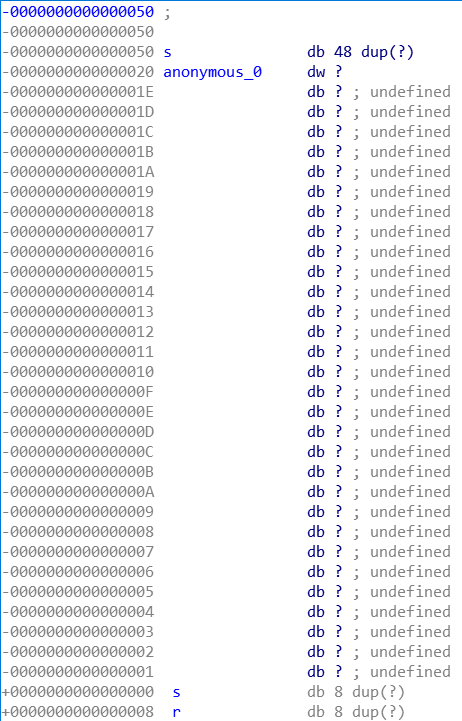 -0000000000000050 ;
-0000000000000050
-0000000000000050 s db 48 dup(?)
-0000000000000020 anonymous_0 dw ?
-000000000000001E db ? ; undefined
-000000000000001D db ? ; undefined
-000000000000001C db ? ; undefined
-000000000000001B db ? ; undefined
-000000000000001A db ? ; undefined
-0000000000000019 db ? ; undefined
-0000000000000018 db ? ; undefined
-0000000000000017 db ? ; undefined
-0000000000000016 db ? ; undefined
-0000000000000015 db ? ; undefined
-0000000000000014 db ? ; undefined
-0000000000000013 db ? ; undefined
-0000000000000012 db ? ; undefined
-0000000000000011 db ? ; undefined
-0000000000000010 db ? ; undefined
-000000000000000F db ? ; undefined
-000000000000000E db ? ; undefined
-000000000000000D db ? ; undefined
-000000000000000C db ? ; undefined
-000000000000000B db ? ; undefined
-000000000000000A db ? ; undefined
-0000000000000009 db ? ; undefined
-0000000000000008 db ? ; undefined
-0000000000000007 db ? ; undefined
-0000000000000006 db ? ; undefined
-0000000000000005 db ? ; undefined
-0000000000000004 db ? ; undefined
-0000000000000003 db ? ; undefined
-0000000000000002 db ? ; undefined
-0000000000000001 db ? ; undefined
+0000000000000000 s db 8 dup(?)
+0000000000000008 r db 8 dup(?)